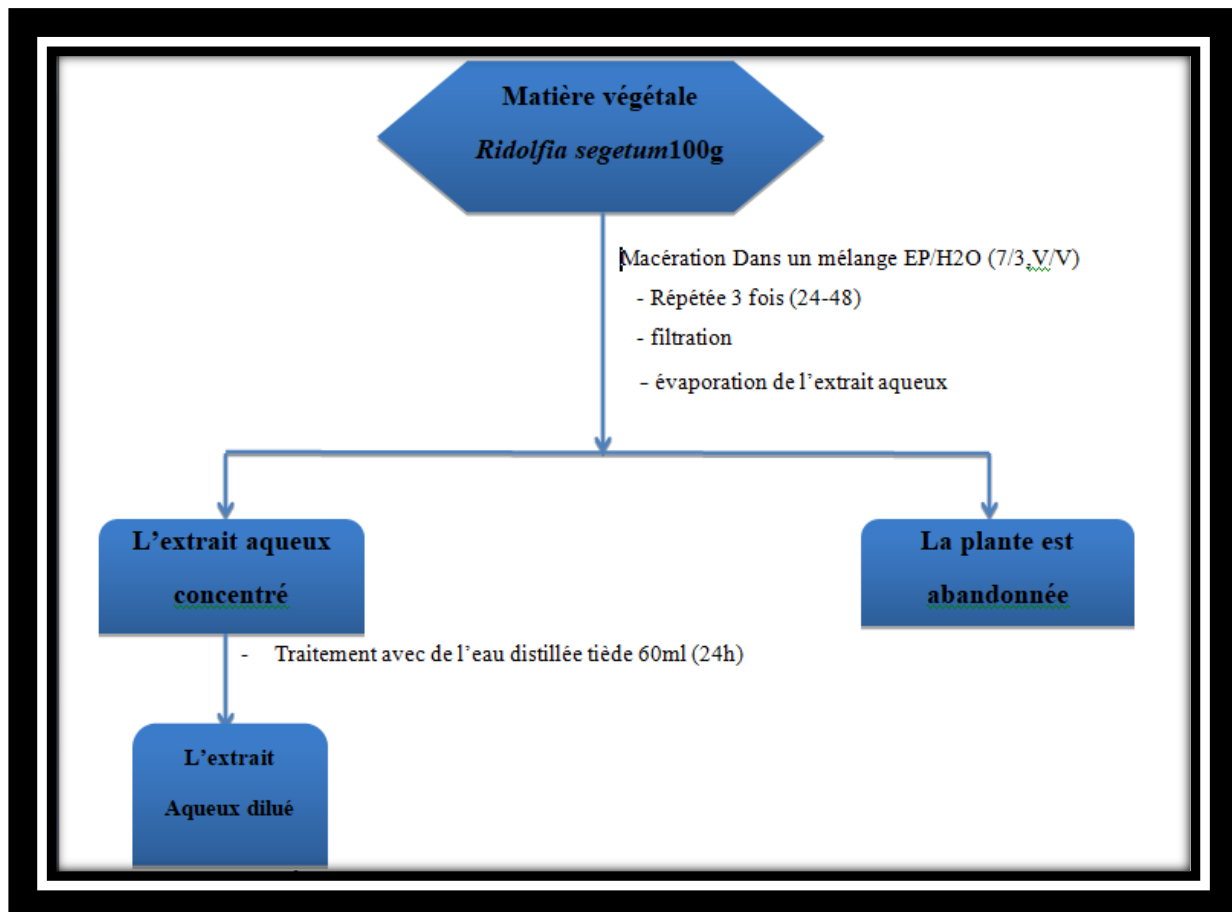 Matière végétale
Ridolfia segetum100g
Macération Dans un mélange EP/H2O (7/3,V/V)
- Répétée 3 fois (24-48)
- filtration
- évaporation de l’extrait aqueux
L’extrait aqueux
concentré
La plante est
abandonnée
- Traitement avec de l’eau distillée tiède 60ml (24h)
L’extrait
Aqueux dilué